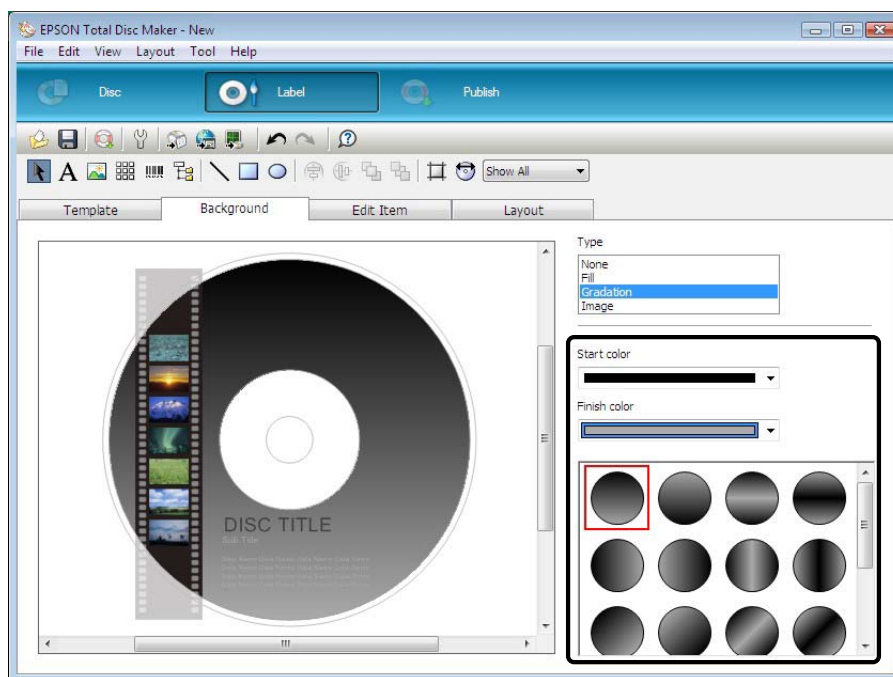 EPSON Total Disc Maker - New
File Edit View Layout Tool Help
Disc Label Publish
A Show All
Template Background Edit Item Layout
Type
None
Fill
Gradation
Image
Start color
Finish color
DISC TITLE
Sub Title